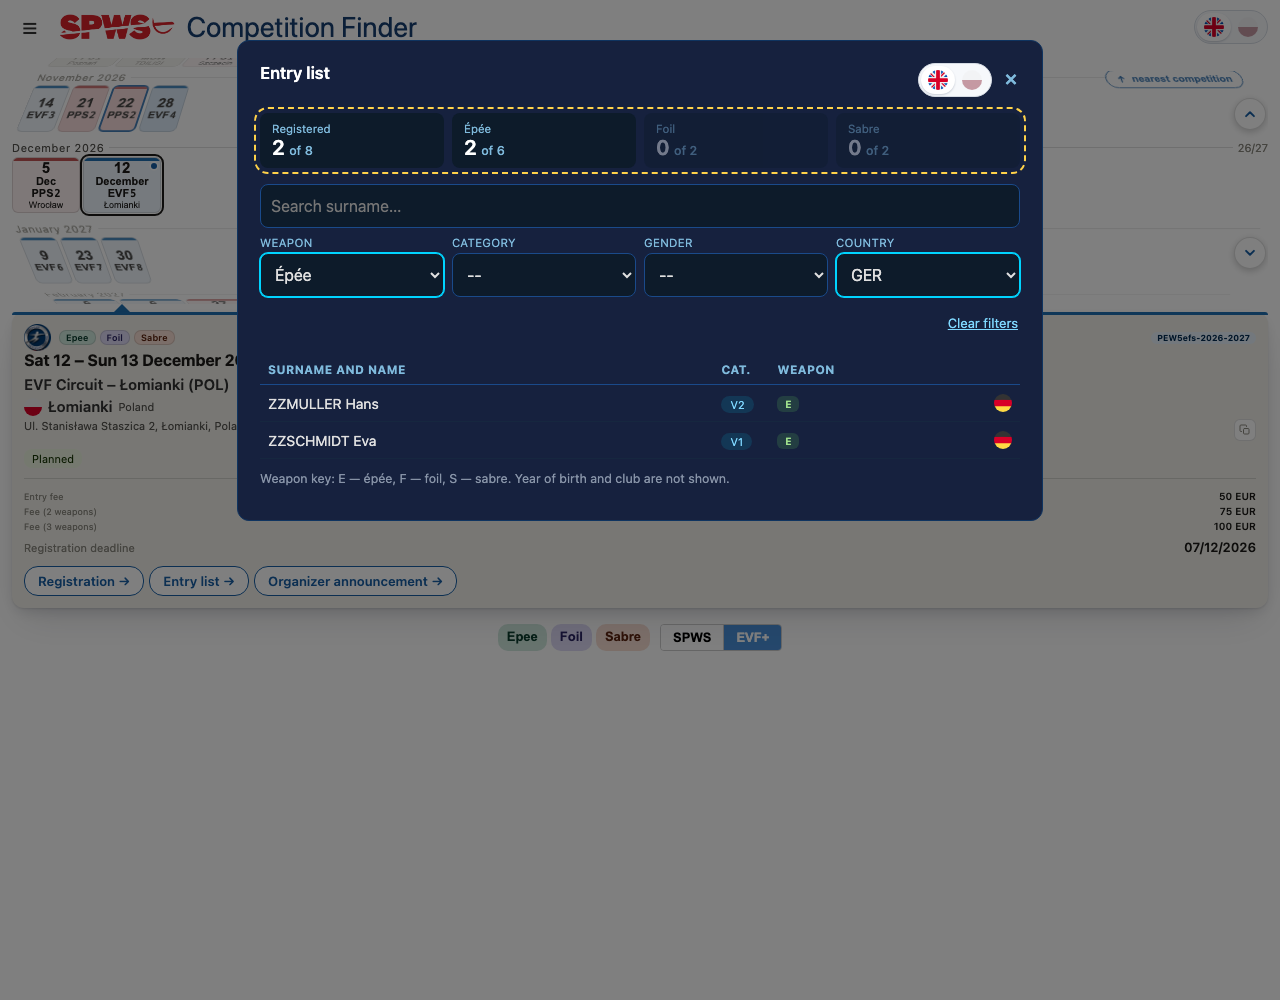 SPWS Competition Finder
November 2026
nearest competition
14 EVF3
21 PPS2
22 PPS2
28 EVF4
December 2026
26/27
5 Dec PPS2 Wrocław
12 December EVF5 Łomianki
January 2027
9 EVF6
23 EVF7
30 EVF8
February 2027
Entry list
×
Registered
2 of 8
Épée
2 of 6
Foil
0 of 2
Sabre
0 of 2
Search surname...
WEAPON
CATEGORY
GENDER
COUNTRY
Épée
--
--
GER
Clear filters
SURNAME AND NAME CAT. WEAPON
ZZMULLER Hans V2 E
ZZSCHMIDT Eva V1 E
Weapon key: E — épée, F — foil, S — sabre. Year of birth and club are not shown.
Epee Foil Sabre
PEW5efs-2026-2027
Sat 12 – Sun 13 December
EVF Circuit – Łomianki (POL)
Łomianki Poland
Ul. Stanisława Staszica 2, Łomianki,
Planned
Entry fee 50 EUR
Fee (2 weapons) 75 EUR
Fee (3 weapons) 100 EUR
Registration deadline 07/12/2026
Registration →
Entry list →
Organizer announcement →
Epee Foil Sabre SPWS EVF+